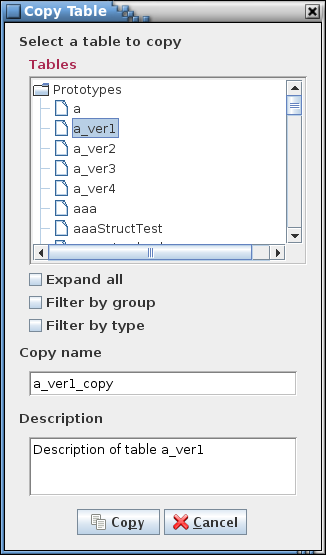 Copy Table
Select a table to copy
Tables
Prototypes
a
a_ver1
a_ver2
a_ver3
a_ver4
aaa
aaaStructTest
Expand all
Filter by group
Filter by type
Copy name
a_ver1_copy
Description
Description of table a_ver1
Copy
Cancel